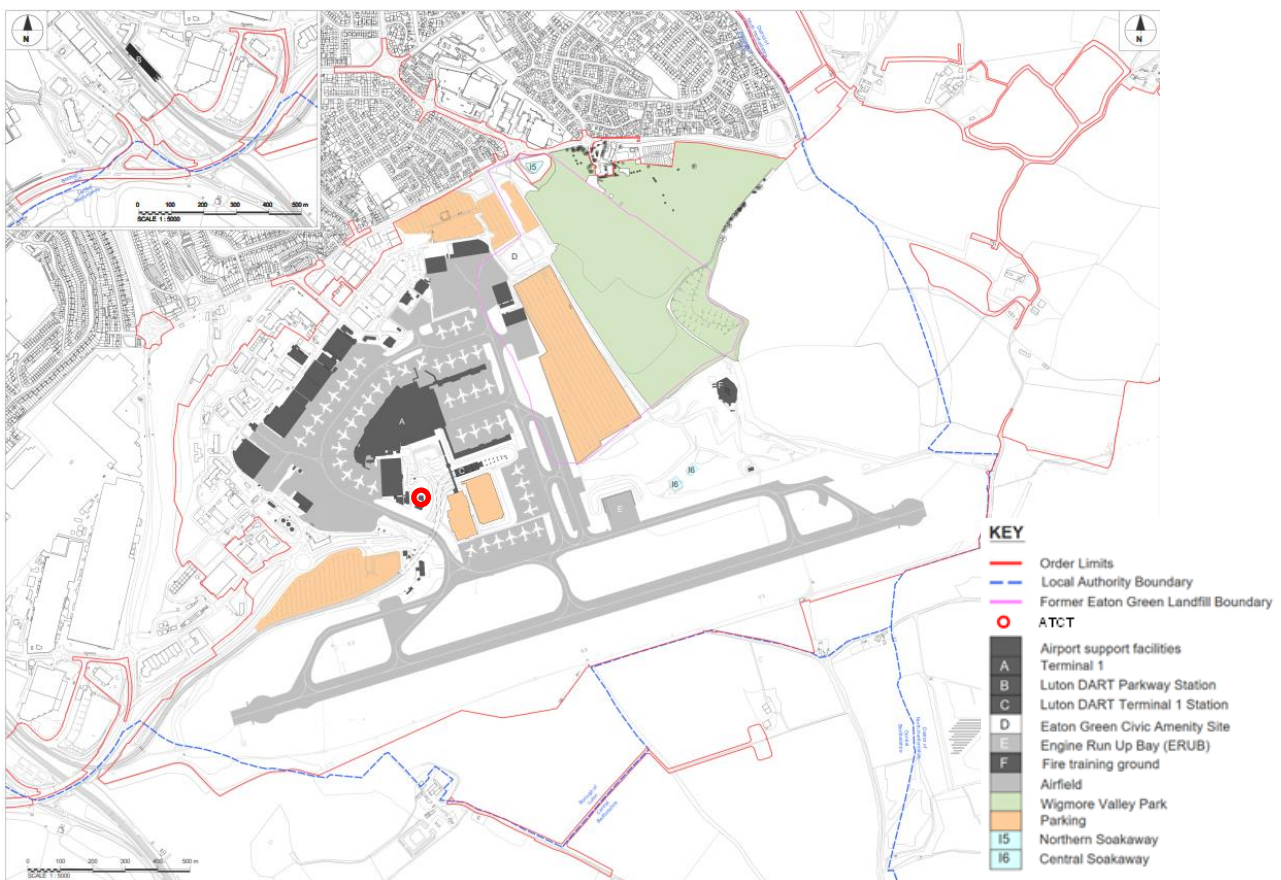 N
N
B
0 100 200 300 400 500 m
SCALE 1 : 5000
I5
D
A
C
F
I6
I6
E
0 100 200 300 400 500 m
SCALE 1 : 5000
KEY
Order Limits
Local Authority Boundary
Former Eaton Green Landfill Boundary
ATCT
Airport support facilities
A Terminal 1
B Luton DART Parkway Station
C Luton DART Terminal 1 Station
D Eaton Green Civic Amenity Site
E Engine Run Up Bay (ERUB)
F Fire training ground
Airfield
Wigmore Valley Park
Parking
I5 Northern Soakaway
I6 Central Soakaway